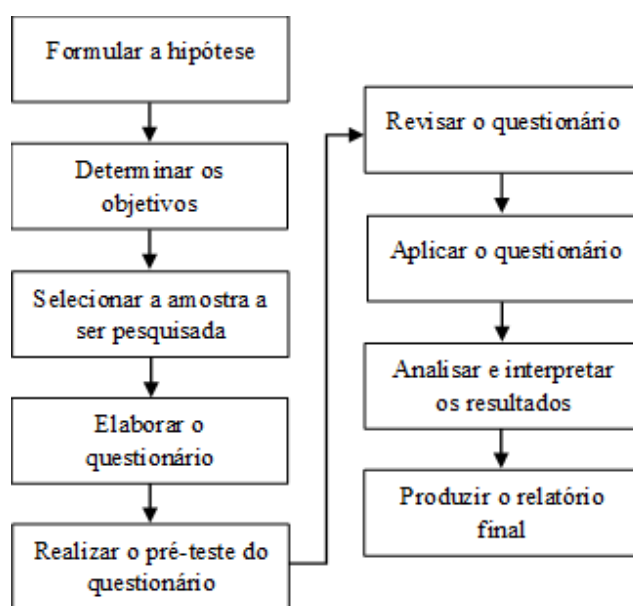 Formular a hipótese
Determinar os
objetivos
Selecionar a amostra a
ser pesquisada
Elaborar o
questionário
Realizar o pré-teste do
questionário
Revisar o questionário
Aplicar o questionário
Analisar e interpretar
os resultados
Produzir o relatório
final